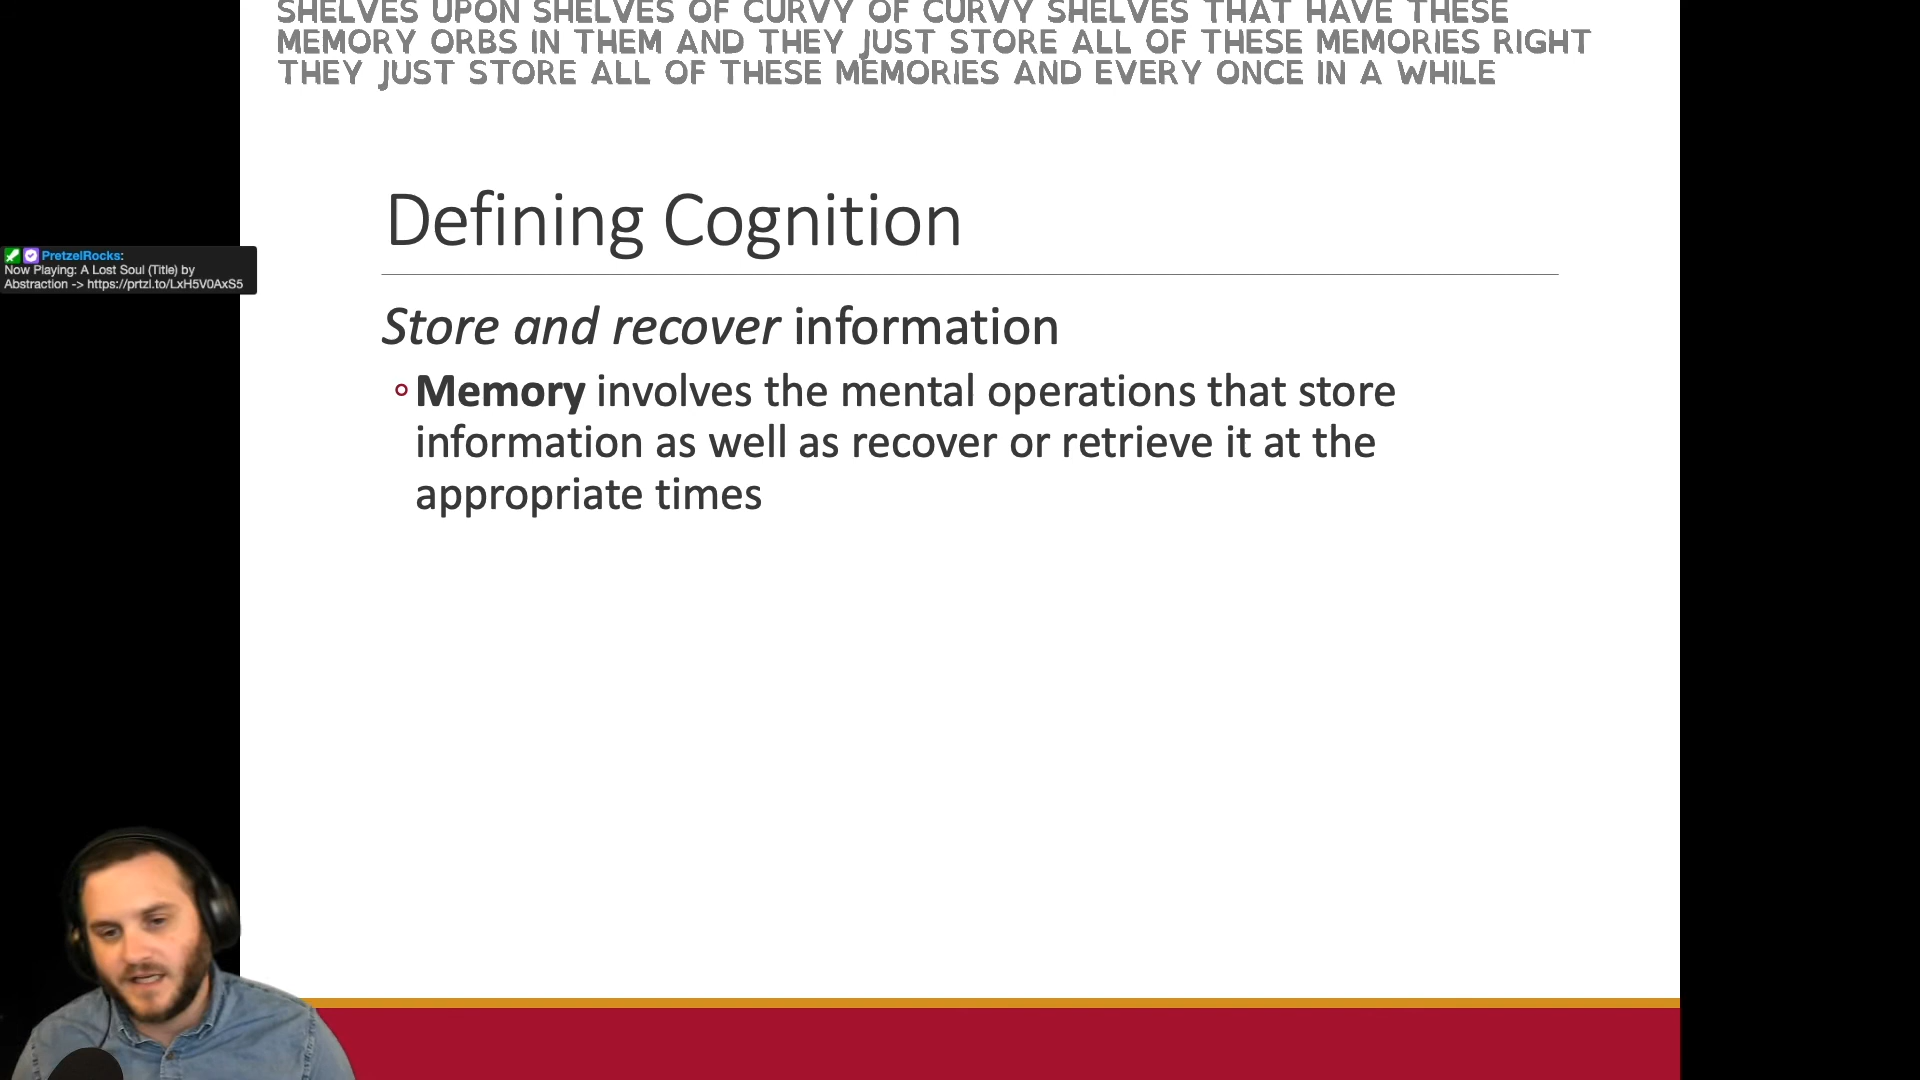 SHELVES UPON SHELVES OF CURVY OF CURVY SHELVES THAT HAVE THESE
MEMORY ORBS IN THEM AND THEY JUST STORE ALL OF THESE MEMORIES RIGHT
THEY JUST STORE ALL OF THESE MEMORIES AND EVERY ONCE IN A WHILE
Defining Cognition
PretzelRocks:
Now Playing: A Lost Soul (Title) by
Abstraction -> https://prtzl.to/LxH5V0AxS5
Store and recover information
Memory involves the mental operations that store
information as well as recover or retrieve it at the
appropriate times